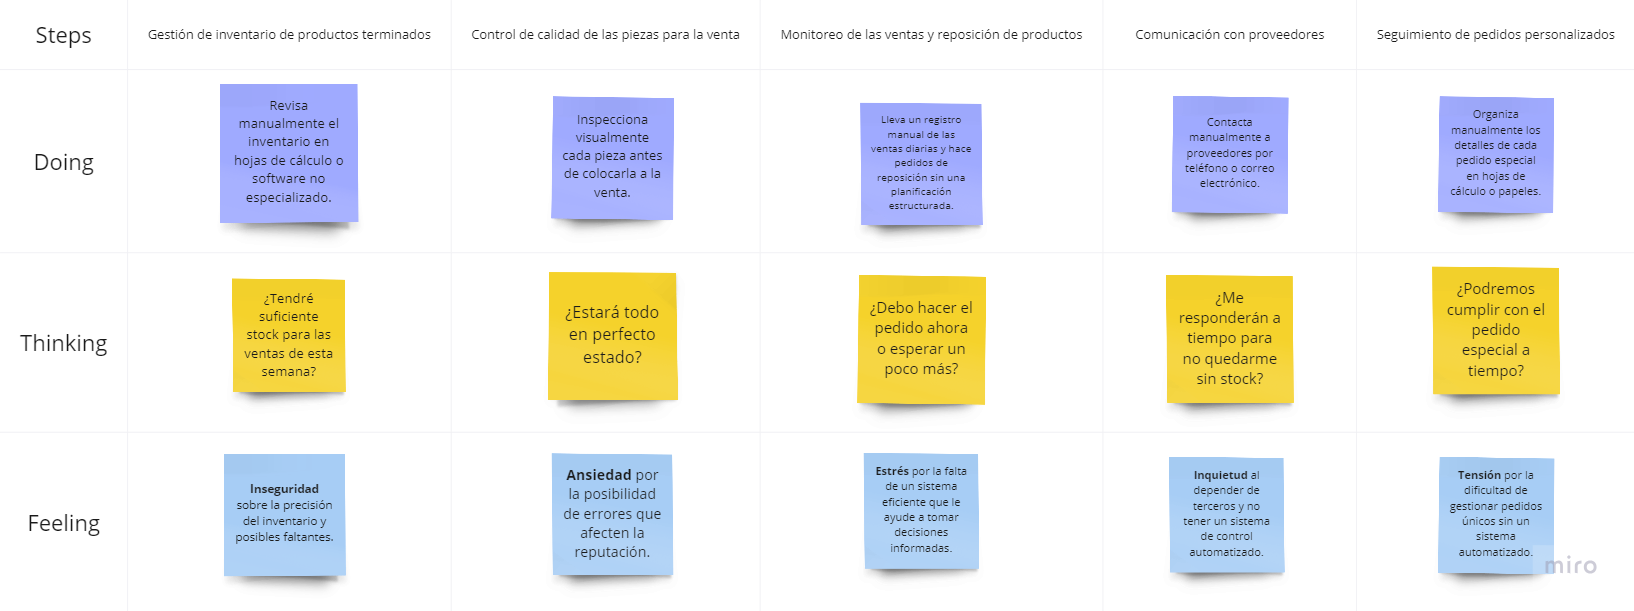 Steps
Gestión de inventario de productos terminados
Control de calidad de las piezas para la venta
Monitoreo de las ventas y reposición de productos
Comunicación con proveedores
Seguimiento de pedidos personalizados
Doing
Revisa
manualmente el
inventario en
hojas de cálculo o
software no
especializado.
Inspecciona
visualmente
cada pieza antes
de colocarla a la
venta.
Lleva un registro
manual de las
ventas diarias y hace
pedidos de
reposición sin una
planificación
estructurada.
Contacta
manualmente a
proveedores por
teléfono o correo
electrónico.
Organiza
manualmente los
detalles de cada
pedido especial
en hojas de
cálculo o papeles.
Thinking
¿Tendré
suficiente
stock para las
ventas de esta
semana?
¿Estará todo
en perfecto
estado?
¿Debo hacer el
pedido ahora
o esperar un
poco más?
¿Me
responderán a
tiempo para
no quedarme
sin stock?
¿Podremos
cumplir con el
pedido
especial a
tiempo?
Feeling
Inseguridad
sobre la precisión
del inventario y
posibles faltantes.
Ansiedad por
la posibilidad
de errores que
afecten la
reputación.
Estrés por la falta
de un sistema
eficiente que le
ayude a tomar
decisiones
informadas.
Inquietud al
depender de
terceros y no
tener un sistema
de control
automatizado.
Tensión por la
dificultad de
gestionar pedidos
únicos sin un
sistema
automatizado.
miro